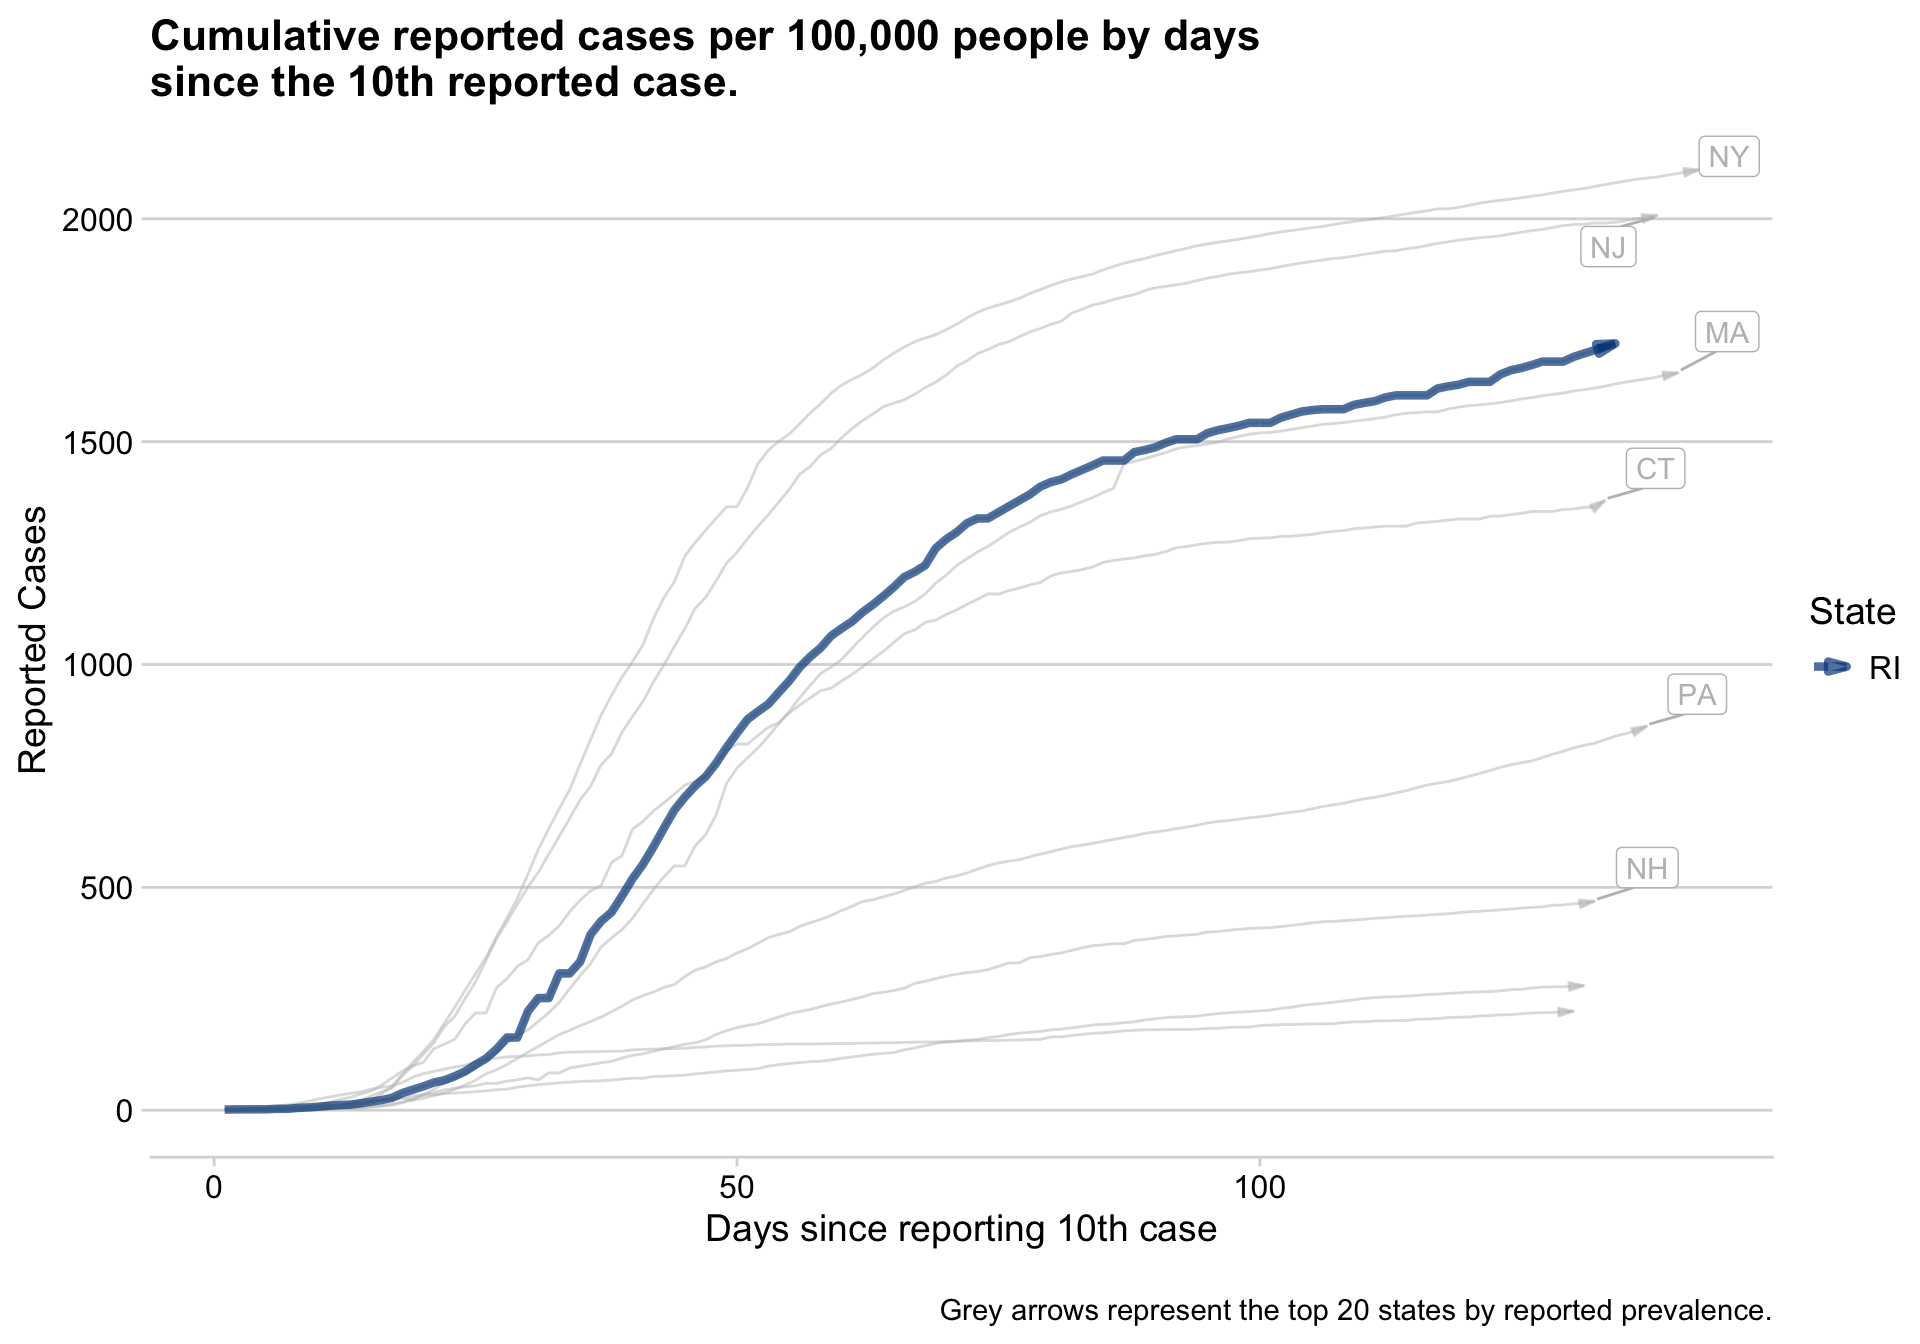 Cumulative reported cases per 100,000 people by days
since the 10th reported case.
NY
2000
NJ
MA
1500
CT
Reported Cases
State
RI
1000
PA
NH
500
0
0
50
100
Days since reporting 10th case
Grey arrows represent the top 20 states by reported prevalence.